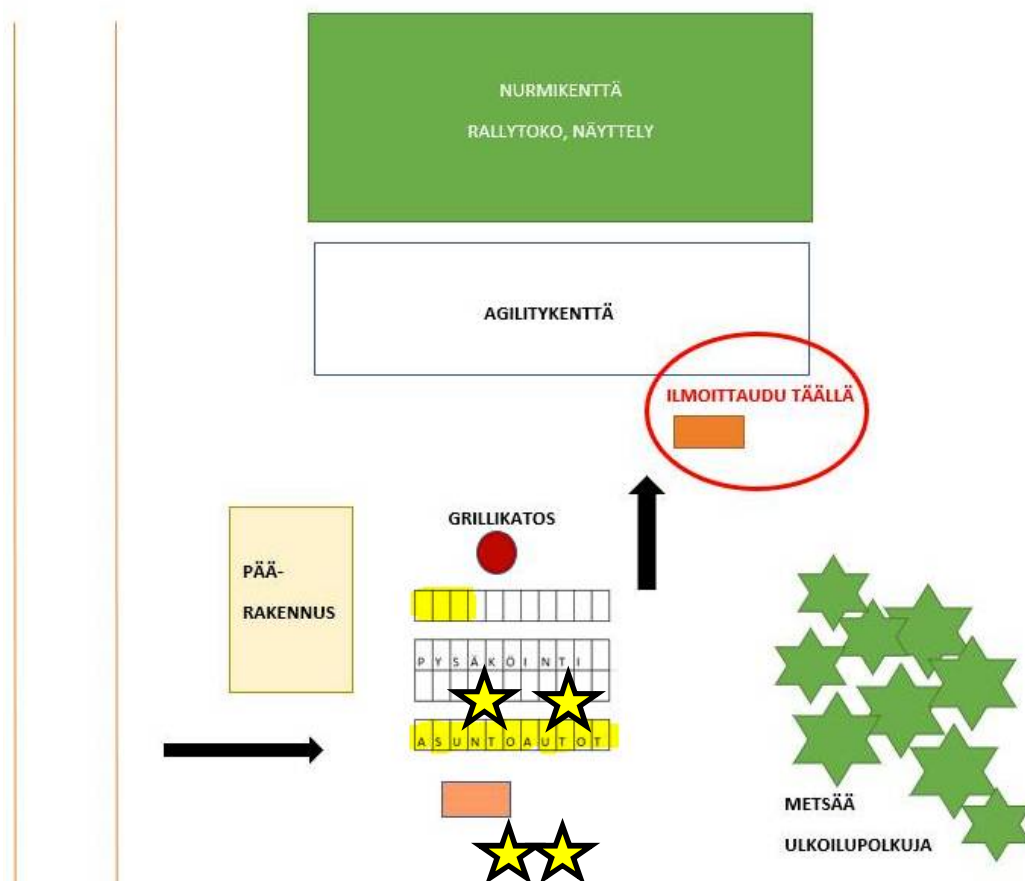 NURMIKENTTÄ
RALLYTOKO, NÄYTTELY
AGILITYKENTTÄ
ILMOITTAUDU TÄÄLLÄ
GRILLIKATOS
PÄÄ-
RAKENNUS
PYSÄKÖINTI
ASUNTOAUTOT
METSÄÄ
ULKOILUPOLKUJA